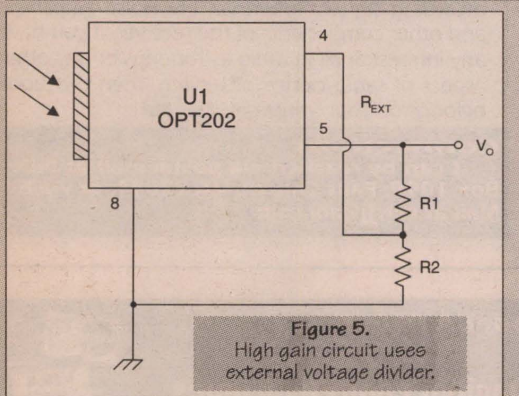 4
U1
OPT202
R_EXT
5
V_O
8
R1
R2
Figure 5.
High gain circuit uses
external voltage divider.